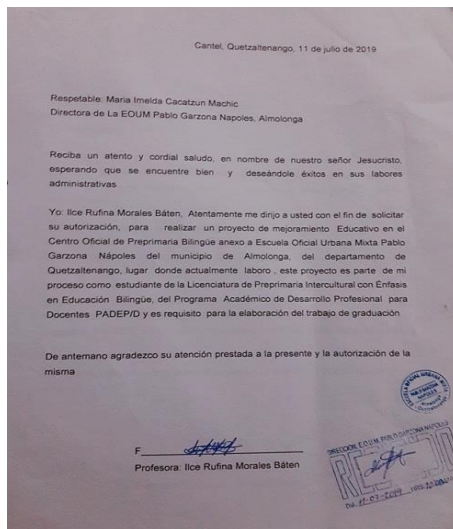 Cantel, Quetzaltenango, 11 de julio de 2019
Respetable: Maria Imelda Cacatzun Machic
Directora de La EOUM Pablo Garzona Napoles, Almolonga
Reciba un atento y cordial saludo, en nombre de nuestro señor Jesucristo,
esperando que se encuentre bien y deseándole éxitos en sus labores
administrativas
Yo: Ilce Rufina Morales Báten, Atentamente me dirijo a usted con el fin de solicitar
su autorización, para realizar un proyecto de mejoramiento Educativo en el
Centro Oficial de Preprimaria Bilingüe anexo a Escuela Oficial Urbana Mixta Pablo
Garzona Nápoles del municipio de Almolonga, del departamento de
Quetzaltenango, lugar donde actualmente laboro , este proyecto es parte de mi
proceso como estudiante de la Licenciatura de Preprimaria Intercultural con Énfasis
en Educación Bilingüe, del Programa Académico de Desarrollo Profesional para
Docentes PADEP/D y es requisito para la elaboración del trabajo de graduación
De antemano agradezco su atención prestada a la presente y la autorización de la
misma
F
Profesora: Ilce Rufina Morales Báten
ESCUELA OFICIAL URBANA MIXTA
DIRECCIÓN E.O.U.M. PABLO GARZONA NAPOLES